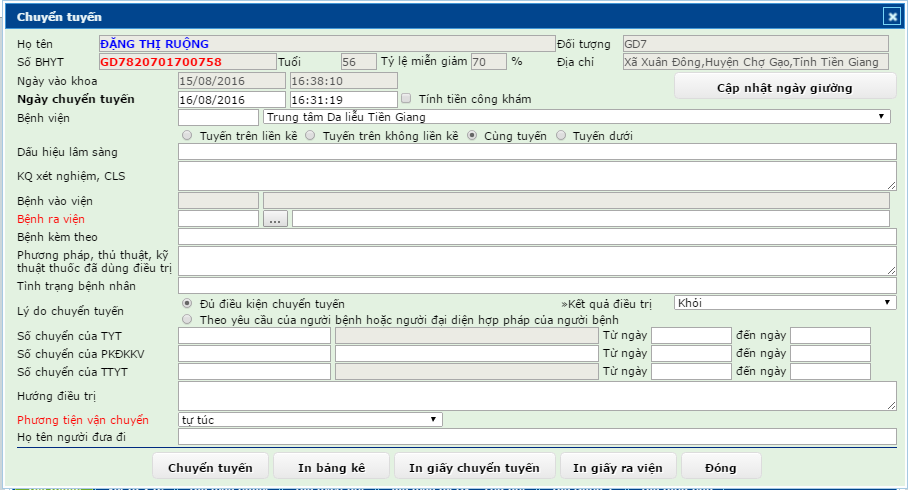 Chuyển tuyến
Họ tên ĐẶNG THỊ RUỘNG Đối tượng GD7
Số BHYT GD7820701700758 Tuổi 56 Tỷ lệ miễn giảm 70 % Địa chỉ Xã Xuân Đông,Huyện Chợ Gạo,Tỉnh Tiền Giang
Ngày vào khoa 15/08/2016 16:38:10 Cập nhật ngày giường
Ngày chuyển tuyến 16/08/2016 16:31:19 Tính tiền công khám
Bệnh viện Trung tâm Da liễu Tiền Giang
Tuyến trên liền kề Tuyến trên không liền kề Cùng tuyến Tuyến dưới
Dấu hiệu lâm sàng
KQ xét nghiệm, CLS
Bệnh vào viện
Bệnh ra viện ...
Bệnh kèm theo
Phương pháp, thủ thuật, kỹ
thuật thuốc đã dùng điều trị
Tình trạng bệnh nhân
Lý do chuyển tuyến Đủ điều kiện chuyển tuyến »Kết quả điều trị Khỏi
Theo yêu cầu của người bệnh hoặc người đại diện hợp pháp của người bệnh
Số chuyển của TYT Từ ngày đến ngày
Số chuyển của PKĐKKV Từ ngày đến ngày
Số chuyển của TTYT Từ ngày đến ngày
Hướng điều trị
Phương tiện vận chuyển tự túc
Họ tên người đưa đi
Chuyển tuyến In bảng kê In giấy chuyển tuyến In giấy ra viện Đóng